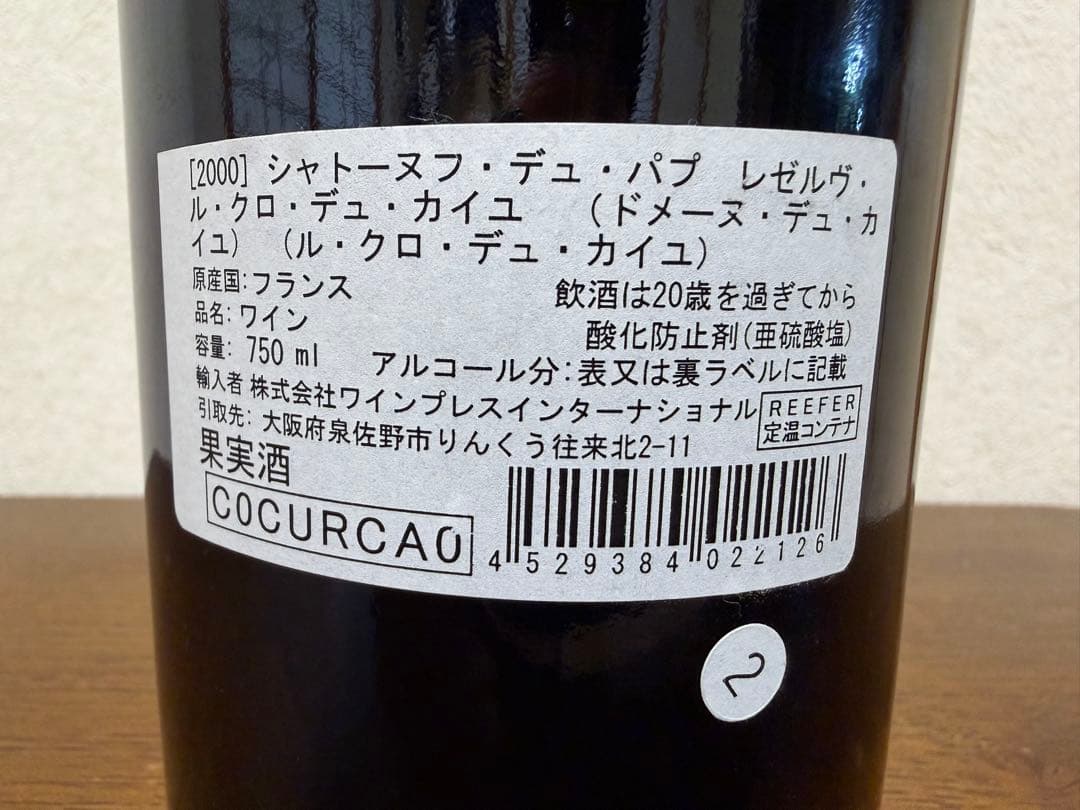 [2000] シャトーヌフ・デュ・パプ　レゼルヴ・
ル・クロ・デュ・カイユ　（ドメーヌ・デュ・カ
イユ）　（ル・クロ・デュ・カイユ）
原産国:フランス　飲酒は20歳を過ぎてから
品名:ワイン　酸化防止剤(亜硫酸塩)
容量: 750 ml　アルコール分:表又は裏ラベルに記載
輸入者 株式会社ワインプレスインターナショナル
引取先: 大阪府泉佐野市りんくう往来北2-11
REEFER
定温コンテナ
果実酒
C0CURCA0
4 529384 022126
2